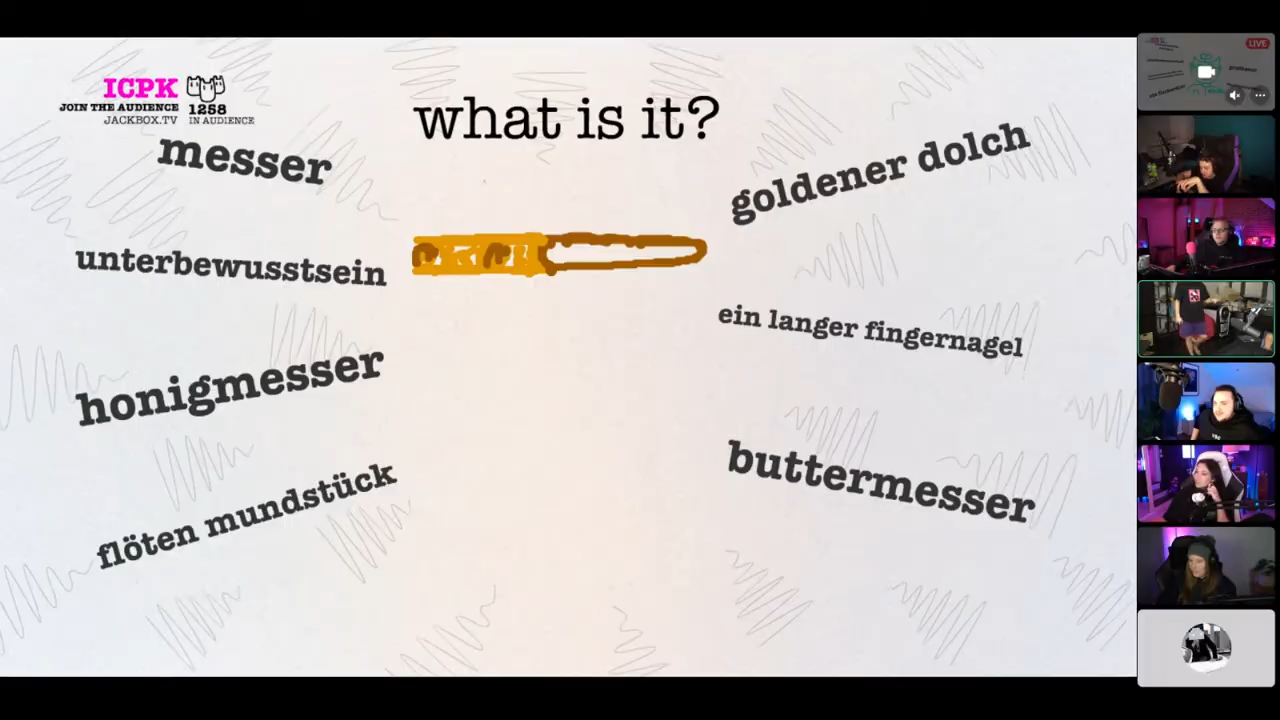 ICPK
JOIN THE AUDIENCE
JACKBOX.TV
1258
IN AUDIENCE
what is it?
messer
goldener dolch
unterbewusstsein
ein langer fingernagel
honigmesser
buttermesser
flöten mundstück
LIVE